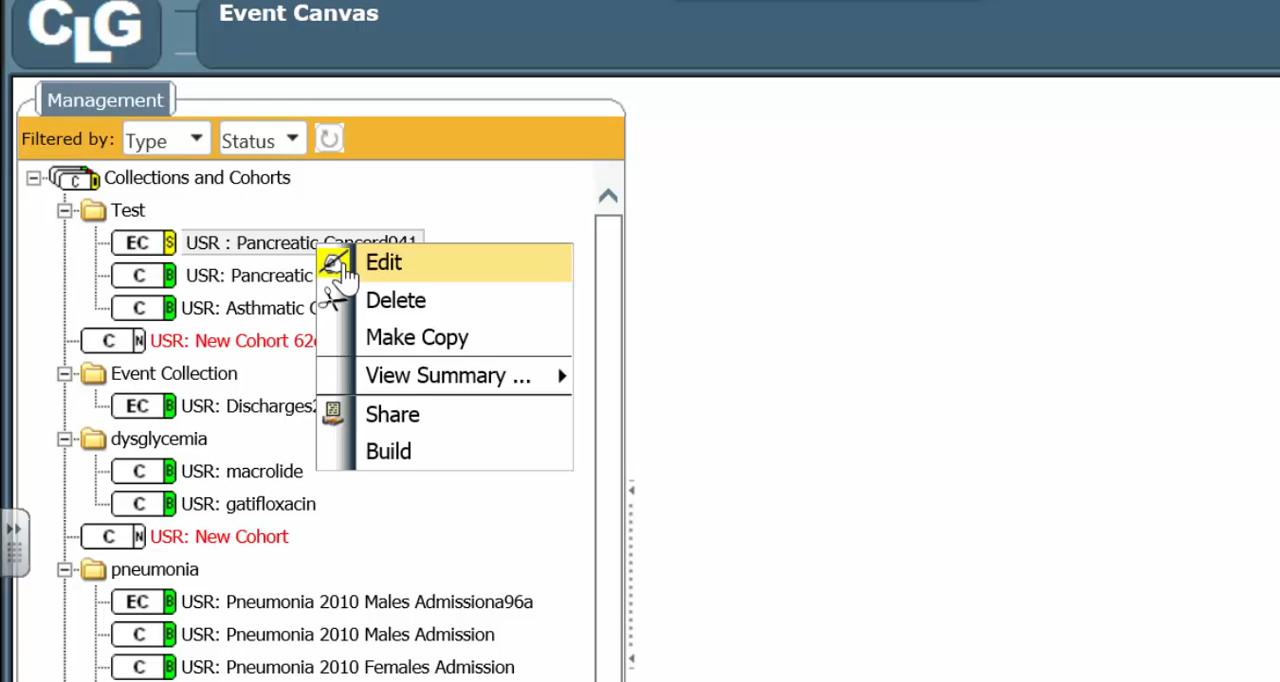 CLG
Event Canvas
Management
Filtered by: Type Status
C Collections and Cohorts
Test
EC S USR : Pancreatic Cancerd941
C B USR: Pancreatic
C B USR: Asthmatic
C N USR: New Cohort
Edit
Delete
Make Copy
View Summary ...
Share
Build
Event Collection
EC B USR: Discharges
dysglycemia
C B USR: macrolide
C B USR: gatifloxacin
C N USR: New Cohort
pneumonia
EC B USR: Pneumonia 2010 Males Admissiona96a
C B USR: Pneumonia 2010 Males Admission
C B USR: Pneumonia 2010 Females Admission